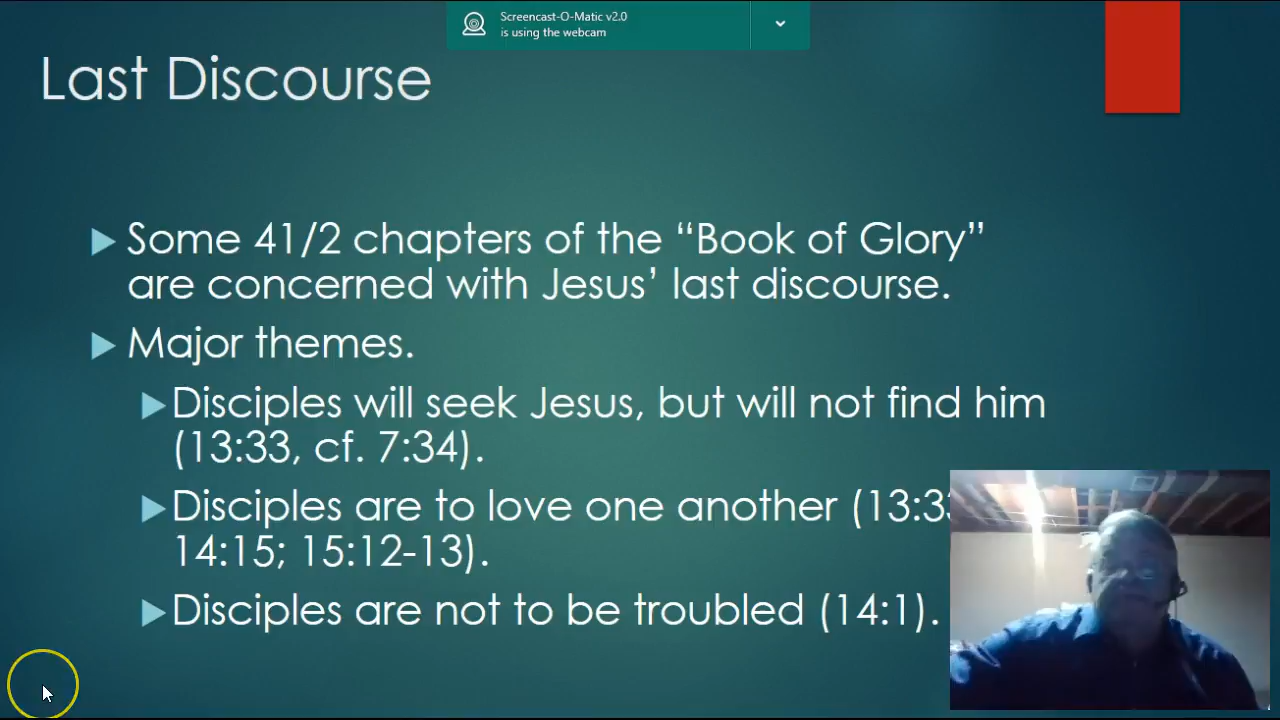 Screencast-O-Matic v2.0
is using the webcam
Last Discourse
Some 41/2 chapters of the “Book of Glory”
are concerned with Jesus’ last discourse.
Major themes.
Disciples will seek Jesus, but will not find him
(13:33, cf. 7:34).
Disciples are to love one another
14:15; 15:12-13).
Disciples are not to be troubled (14:1).